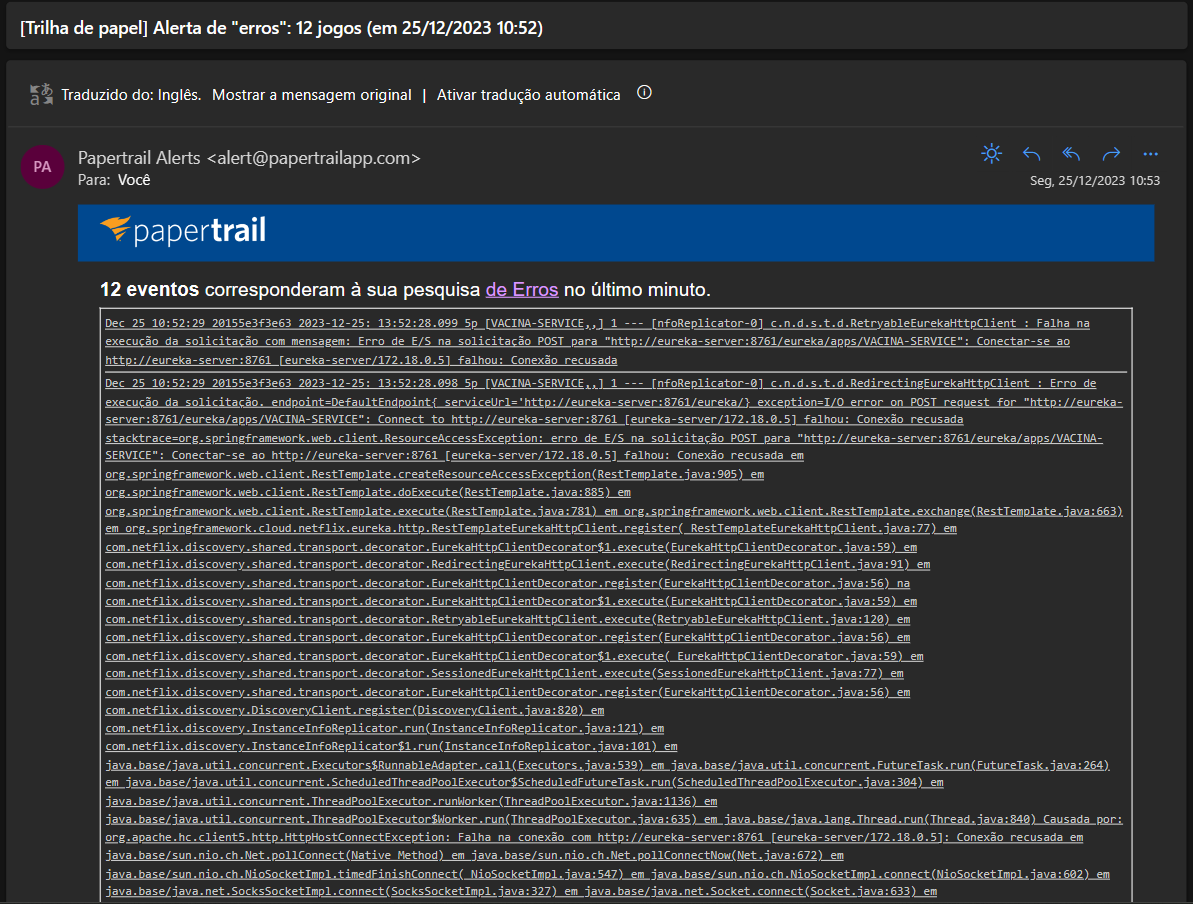 [Trilha de papel] Alerta de "erros": 12 jogos (em 25/12/2023 10:52)
Traduzido do: Inglês. Mostrar a mensagem original | Ativar tradução automática
PA
Papertrail Alerts <alert@papertrailapp.com>
Para: Você
Seg, 25/12/2023 10:53
papertrail
12 eventos corresponderam à sua pesquisa de Erros no último minuto.
Dec 25 10:52:29 20155e3f3e63 2023-12-25: 13:52:28.099 5p [VACINA-SERVICE,,] 1 --- [nfoReplicator-0] c.n.d.s.t.d.RetryableEurekaHttpClient : Falha na
execução da solicitação com mensagem: Erro de E/S na solicitação POST para "http://eureka-server:8761/eureka/apps/VACINA-SERVICE": Conectar-se ao
http://eureka-server:8761 [eureka-server/172.18.0.5] falhou: Conexão recusada
Dec 25 10:52:29 20155e3f3e63 2023-12-25: 13:52:28.098 5p [VACINA-SERVICE,,] 1 --- [nfoReplicator-0] c.n.d.s.t.d.RedirectingEurekaHttpClient : Erro de
execução da solicitação. endpoint=DefaultEndpoint{ serviceUrl='http://eureka-server:8761/eureka/} exception=I/O error on POST request for "http://eureka-
server:8761/eureka/apps/VACINA-SERVICE": Connect to http://eureka-server:8761 [eureka-server/172.18.0.5] falhou: Conexão recusada
stacktrace=org.springframework.web.client.ResourceAccessException: erro de E/S na solicitação POST para "http://eureka-server:8761/eureka/apps/VACINA-
SERVICE": Conectar-se ao http://eureka-server:8761 [eureka-server/172.18.0.5] falhou: Conexão recusada em
org.springframework.web.client.RestTemplate.createResourceAccessException(RestTemplate.java:905) em
org.springframework.web.client.RestTemplate.doExecute(RestTemplate.java:885) em
org.springframework.web.client.RestTemplate.execute(RestTemplate.java:781) em org.springframework.web.client.RestTemplate.exchange(RestTemplate.java:663)
em org.springframework.cloud.netflix.eureka.http.RestTemplateEurekaHttpClient.register( RestTemplateEurekaHttpClient.java:77) em
com.netflix.discovery.shared.transport.decorator.EurekaHttpClientDecorator$1.execute(EurekaHttpClientDecorator.java:59) em
com.netflix.discovery.shared.transport.decorator.RedirectingEurekaHttpClient.execute(RedirectingEurekaHttpClient.java:91) em
com.netflix.discovery.shared.transport.decorator.EurekaHttpClientDecorator.register(EurekaHttpClientDecorator.java:56) na
com.netflix.discovery.shared.transport.decorator.EurekaHttpClientDecorator$1.execute(EurekaHttpClientDecorator.java:59) em
com.netflix.discovery.shared.transport.decorator.RetryableEurekaHttpClient.execute(RetryableEurekaHttpClient.java:120) em
com.netflix.discovery.shared.transport.decorator.EurekaHttpClientDecorator.register(EurekaHttpClientDecorator.java:56) em
com.netflix.discovery.shared.transport.decorator.EurekaHttpClientDecorator$1.execute( EurekaHttpClientDecorator.java:59) em
com.netflix.discovery.shared.transport.decorator.SessionedEurekaHttpClient.execute(SessionedEurekaHttpClient.java:77) em
com.netflix.discovery.shared.transport.decorator.EurekaHttpClientDecorator.register(EurekaHttpClientDecorator.java:56) em
com.netflix.discovery.DiscoveryClient.register(DiscoveryClient.java:820) em
com.netflix.discovery.InstanceInfoReplicator.run(InstanceInfoReplicator.java:121) em
com.netflix.discovery.InstanceInfoReplicator$1.run(InstanceInfoReplicator.java:101) em
java.base/java.util.concurrent.Executors$RunnableAdapter.call(Executors.java:539) em java.base/java.util.concurrent.FutureTask.run(FutureTask.java:264)
em java.base/java.util.concurrent.ScheduledThreadPoolExecutor$ScheduledFutureTask.run(ScheduledThreadPoolExecutor.java:304) em
java.base/java.util.concurrent.ThreadPoolExecutor.runWorker(ThreadPoolExecutor.java:1136) em
java.base/java.util.concurrent.ThreadPoolExecutor$Worker.run(ThreadPoolExecutor.java:635) em java.base/java.lang.Thread.run(Thread.java:840) Causada por:
org.apache.hc.client5.http.HttpHostConnectException: Falha na conexão com http://eureka-server:8761 [eureka-server/172.18.0.5]: Conexão recusada em
java.base/sun.nio.ch.Net.pollConnect(Native Method) em java.base/sun.nio.ch.Net.pollConnectNow(Net.java:672) em
java.base/sun.nio.ch.NioSocketImpl.timedFinishConnect( NioSocketImpl.java:547) em java.base/sun.nio.ch.NioSocketImpl.connect(NioSocketImpl.java:602) em
java.base/java.net.SocksSocketImpl.connect(SocksSocketImpl.java:327) em java.base/java.net.Socket.connect(Socket.java:633) em